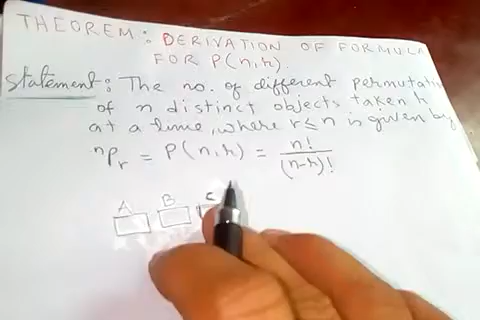 THEOREM: DERIVATION OF FORMULA
FOR P(n,r).
Statement: The no. of different
of n distinct objects taken r
at a time, where r≤n is given by
ⁿPᵣ = P(n,r) = n!/(n-r)!
A B C